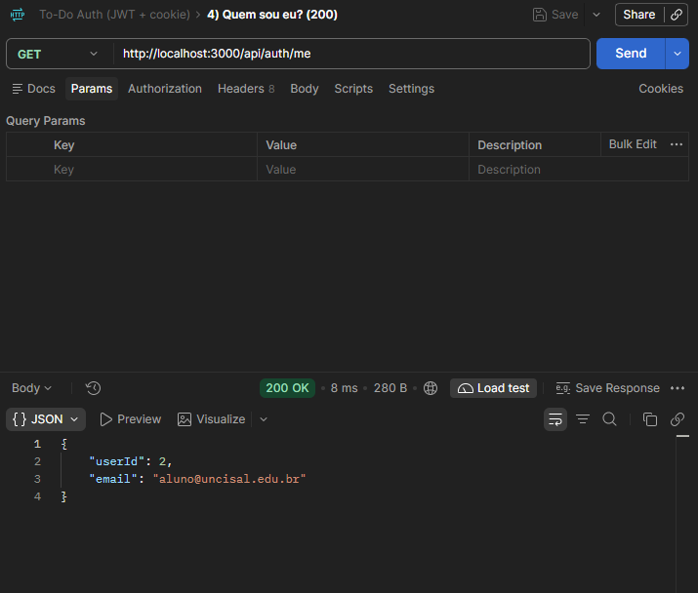 HTTP To-Do Auth (JWT + cookie) > 4) Quem sou eu? (200) Save Share
GET http://localhost:3000/api/auth/me Send
Docs Params Authorization Headers 8 Body Scripts Settings Cookies
Query Params
Key Value Description Bulk Edit ...
Key Value Description
Body 200 OK • 8 ms • 280 B Load test e.g. Save Response ...
{ } JSON Preview Visualize
1 {
2 "userId": 2,
3 "email": "aluno@uncisal.edu.br"
4 }